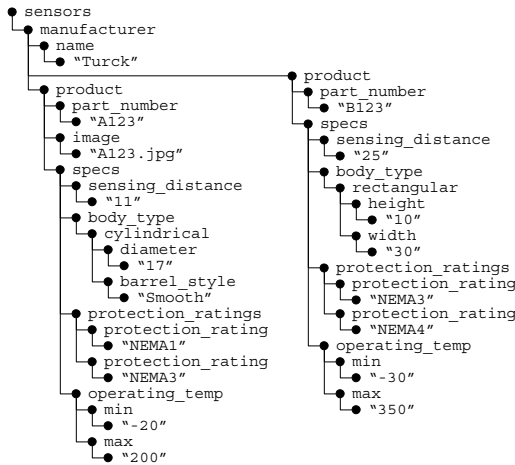 sensors
manufacturer
name
“Turck”
product
part_number
“A123”
image
“A123.jpg”
specs
sensing_distance
“11”
body_type
cylindrical
diameter
“17”
barrel_style
“Smooth”
protection_ratings
protection_rating
“NEMA1”
protection_rating
“NEMA3”
operating_temp
min
“-20”
max
“200”
product
part_number
“B123”
specs
sensing_distance
“25”
body_type
rectangular
height
“10”
width
“30”
protection_ratings
protection_rating
“NEMA3”
protection_rating
“NEMA4”
operating_temp
min
“-30”
max
“350”